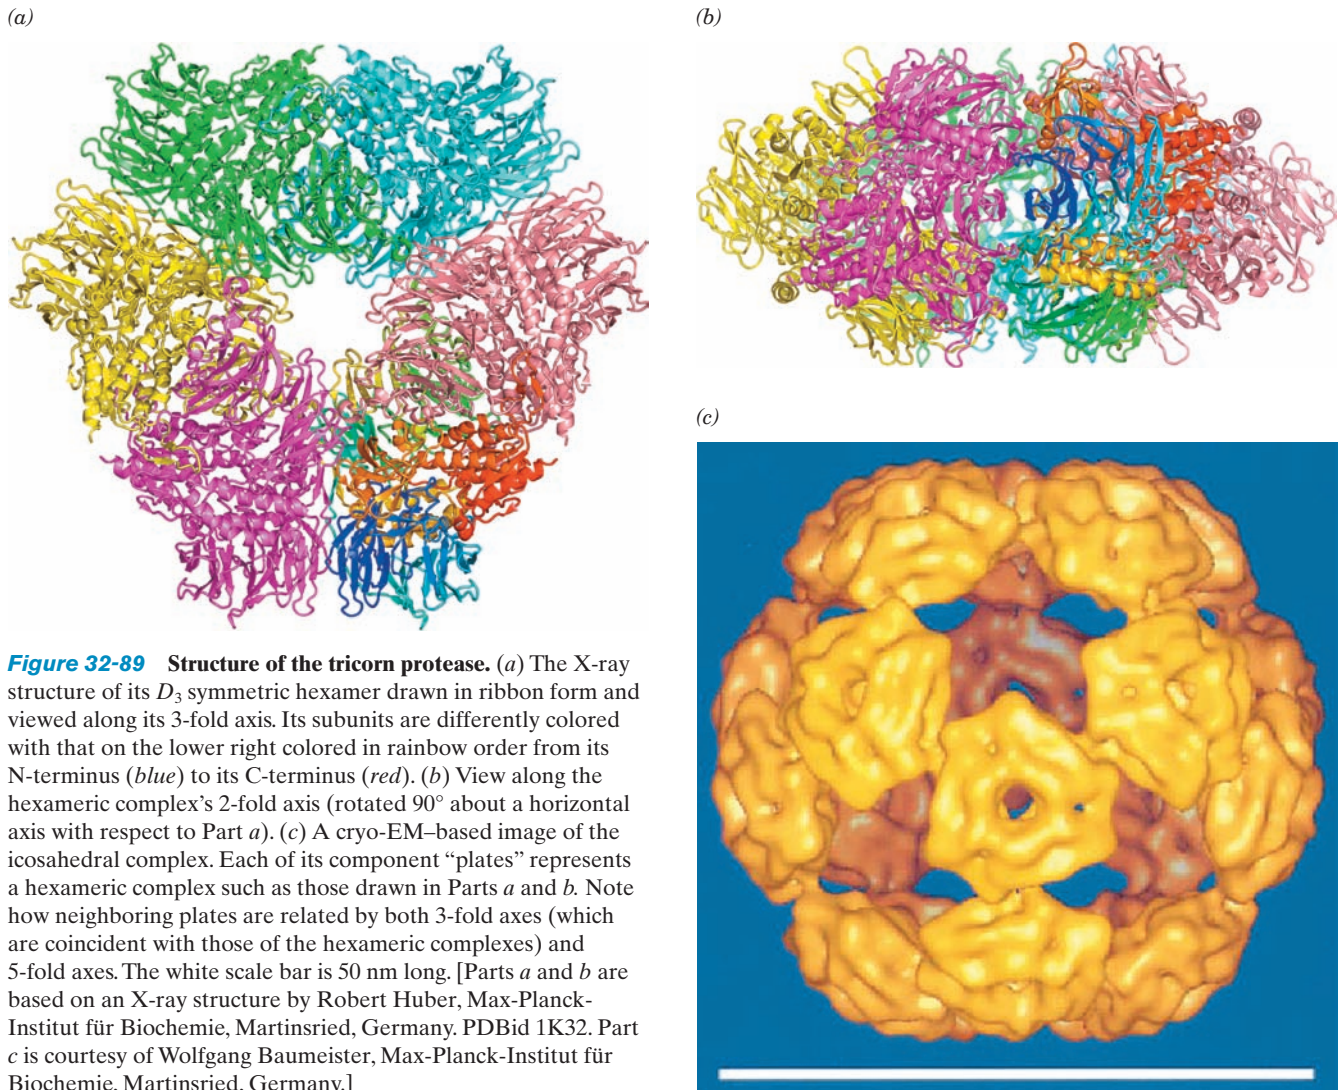 (a)
(b)
(c)
Figure 32-89 Structure of the tricorn protease. (a) The X-ray
structure of its D3 symmetric hexamer drawn in ribbon form and
viewed along its 3-fold axis. Its subunits are differently colored
with that on the lower right colored in rainbow order from its
N-terminus (blue) to its C-terminus (red). (b) View along the
hexameric complex’s 2-fold axis (rotated 90° about a horizontal
axis with respect to Part a). (c) A cryo-EM–based image of the
icosahedral complex. Each of its component “plates” represents
a hexameric complex such as those drawn in Parts a and b. Note
how neighboring plates are related by both 3-fold axes (which
are coincident with those of the hexameric complexes) and
5-fold axes. The white scale bar is 50 nm long. [Parts a and b are
based on an X-ray structure by Robert Huber, Max-Planck-
Institut für Biochemie, Martinsried, Germany. PDBid 1K32. Part
c is courtesy of Wolfgang Baumeister, Max-Planck-Institut für
Biochemie, Martinsried, Germany.]